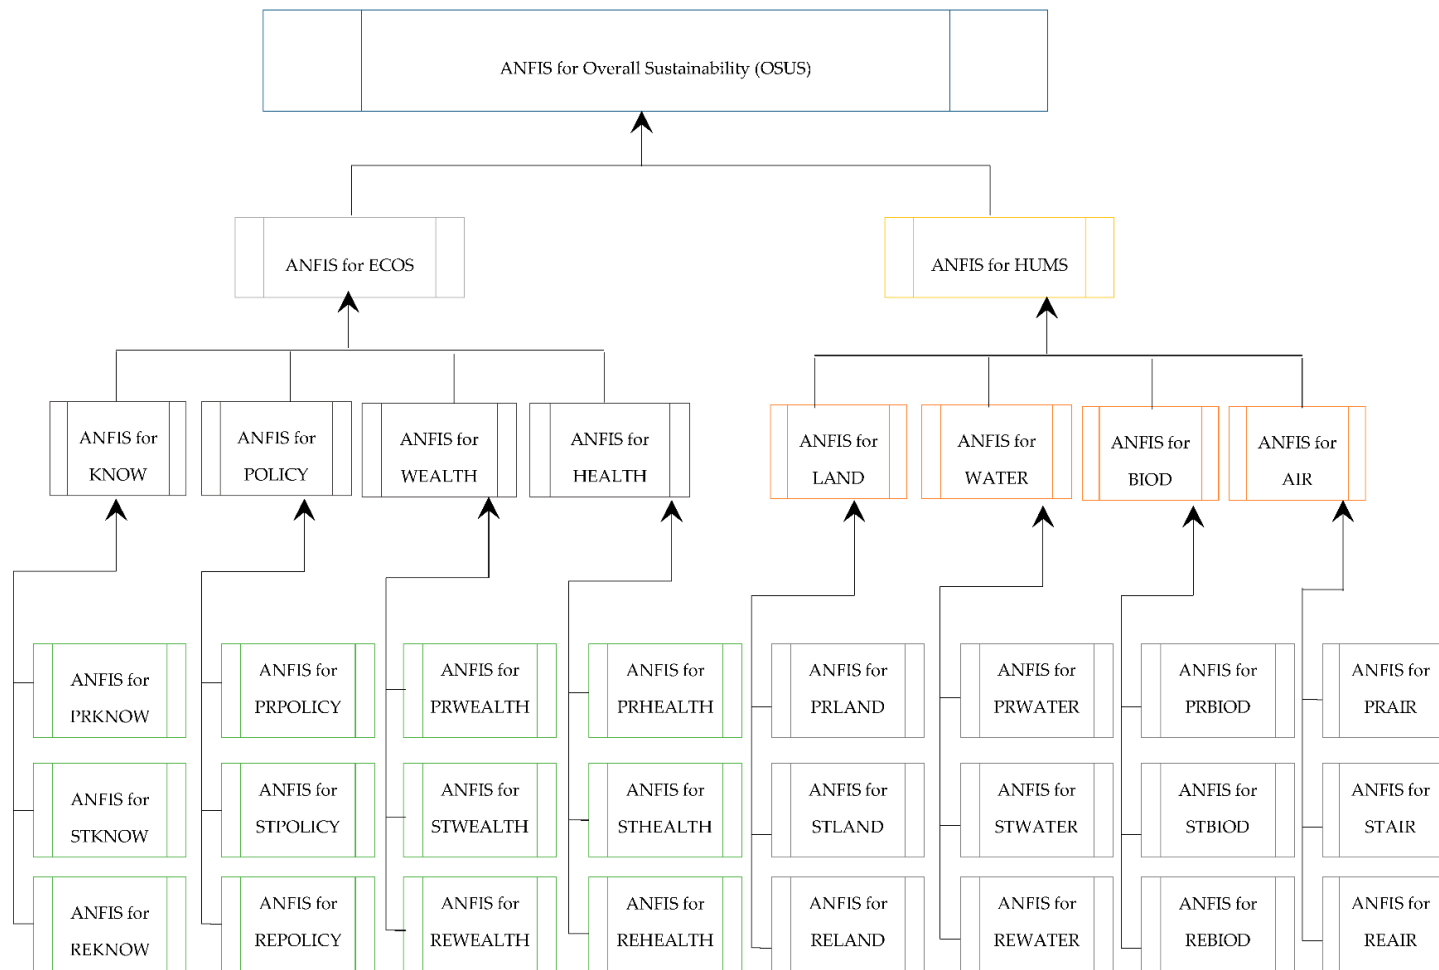 ANFIS for Overall Sustainability (OSUS)
ANFIS for ECOS
ANFIS for HUMS
ANFIS for
KNOW
ANFIS for
POLICY
ANFIS for
WEALTH
ANFIS for
HEALTH
ANFIS for
LAND
ANFIS for
WATER
ANFIS for
BIOD
ANFIS for
AIR
ANFIS for
PRKNOW
ANFIS for
PRPOLICY
ANFIS for
PRWEALTH
ANFIS for
PRHEALTH
ANFIS for
PRLAND
ANFIS for
PRWATER
ANFIS for
PRBIOD
ANFIS for
PRAIR
ANFIS for
STKNOW
ANFIS for
STPOLICY
ANFIS for
STWEALTH
ANFIS for
STHEALTH
ANFIS for
STLAND
ANFIS for
STWATER
ANFIS for
STBIOD
ANFIS for
STAIR
ANFIS for
REKNOW
ANFIS for
REPOLICY
ANFIS for
REWEALTH
ANFIS for
REHEALTH
ANFIS for
RELAND
ANFIS for
REWATER
ANFIS for
REBIOD
ANFIS for
REAIR